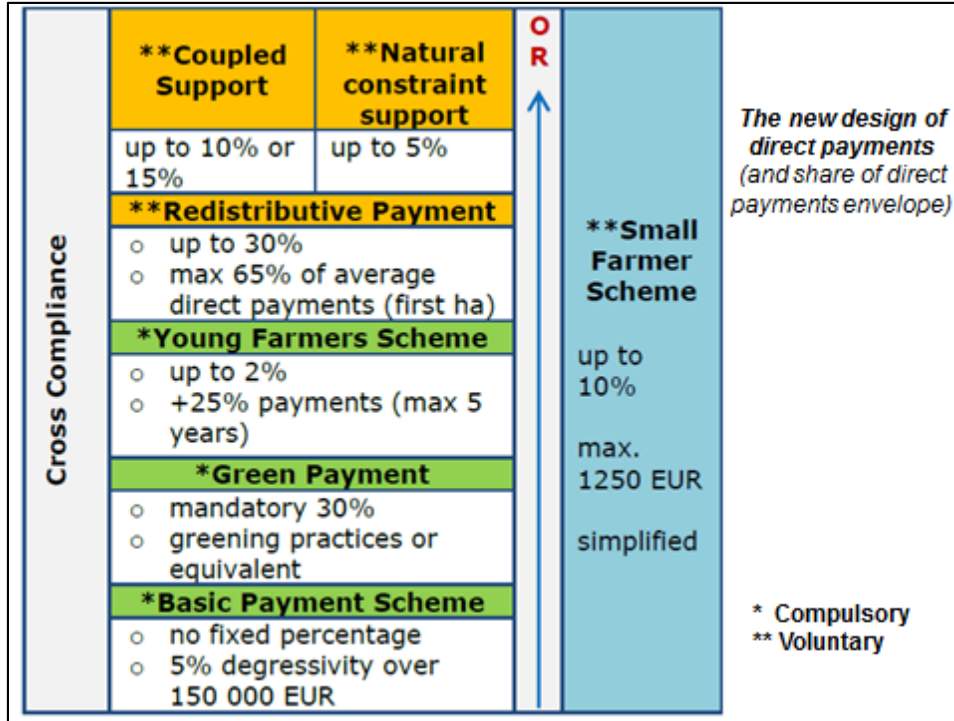 Cross Compliance
**Coupled
Support
**Natural
constraint
support
up to 10% or
15%
up to 5%
**Redistributive Payment
o up to 30%
o max 65% of average
direct payments (first ha)
*Young Farmers Scheme
o up to 2%
o +25% payments (max 5
years)
*Green Payment
o mandatory 30%
o greening practices or
equivalent
*Basic Payment Scheme
o no fixed percentage
o 5% degressivity over
150 000 EUR
O
R
**Small
Farmer
Scheme
up to
10%
max.
1250 EUR
simplified
The new design of
direct payments
(and share of direct
payments envelope)
* Compulsory
** Voluntary